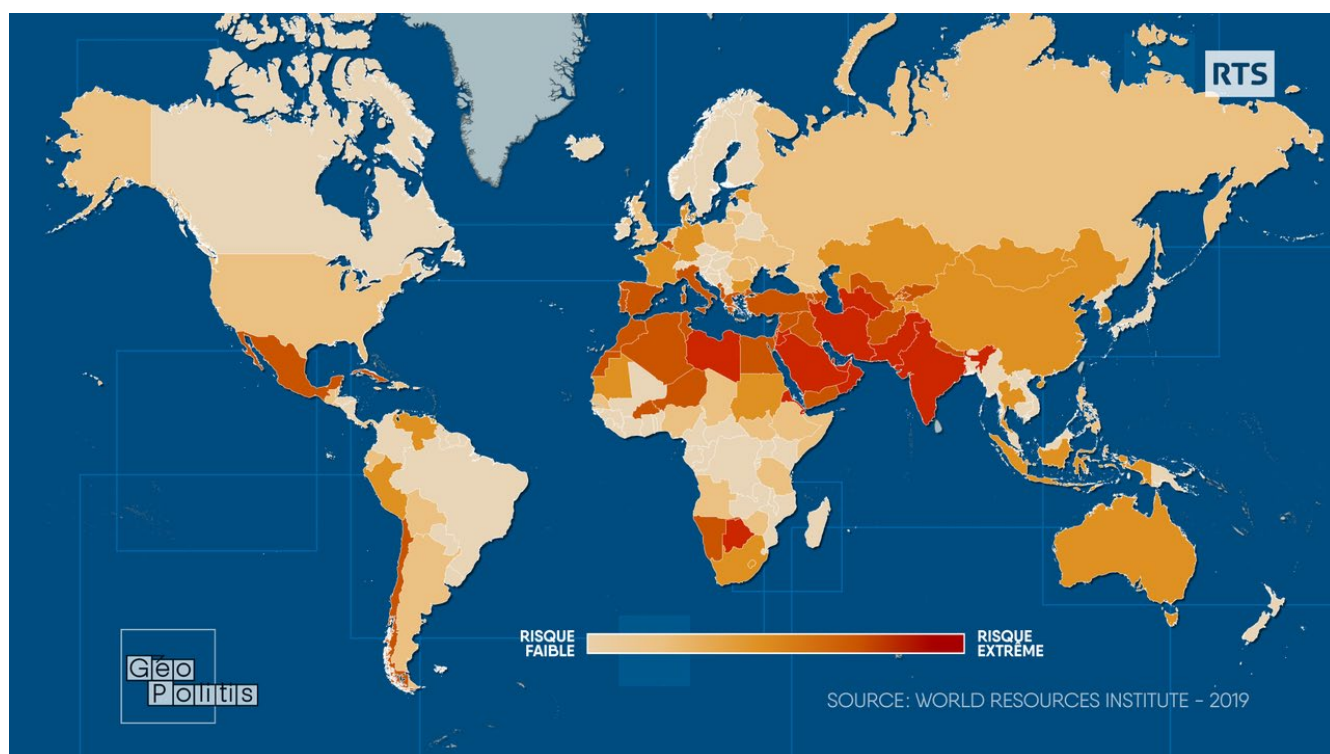 RTS
RISQUE
FAIBLE
RISQUE
EXTRÊME
Géo
Politis
SOURCE: WORLD RESOURCES INSTITUTE - 2019